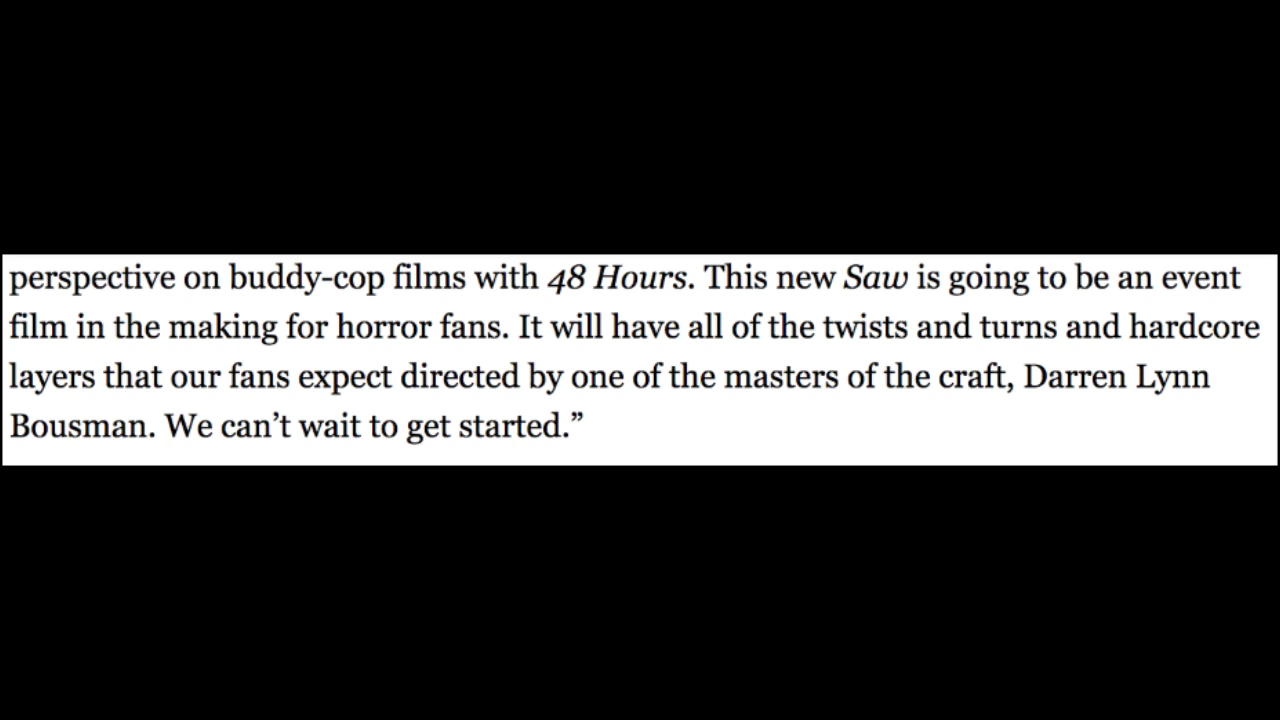 perspective on buddy-cop films with 48 Hours. This new Saw is going to be an event
film in the making for horror fans. It will have all of the twists and turns and hardcore
layers that our fans expect directed by one of the masters of the craft, Darren Lynn
Bousman. We can’t wait to get started.”